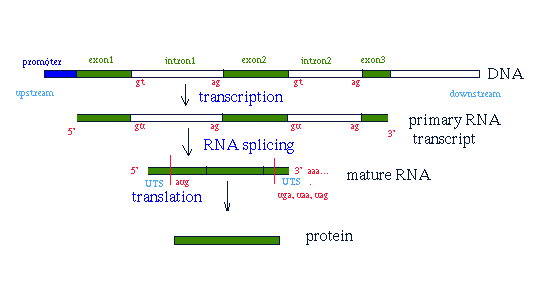 exon1 intron1 exon2 intron2 exon3
promóter
DNA
gt ag gt ag
upstream downstream
transcription
primary RNA
transcript
gu ag gu ag
5' 3'
RNA splicing
5' 3' aaa...
mature RNA
UTS aug UTS .
translation
uga, uaa, uag
protein